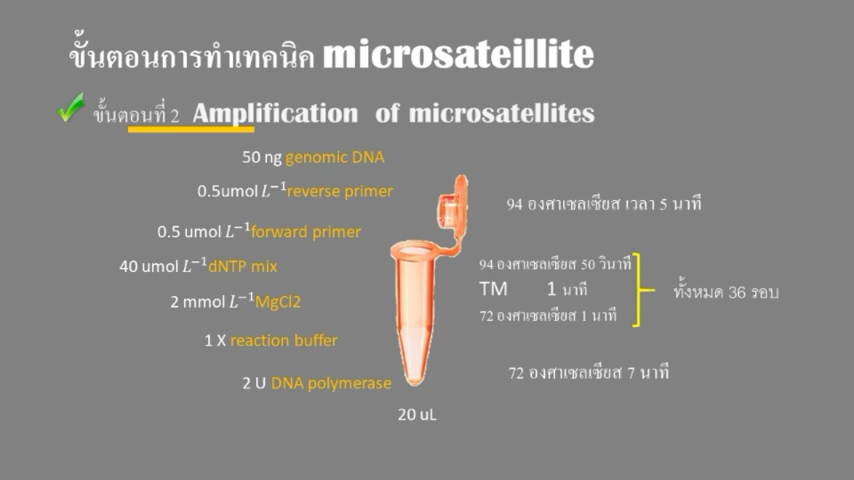 ขั้นตอนการทำเทคนิค microsateillite
ขั้นตอนที่ 2 Amplification of microsatellites
50 ng genomic DNA
0.5umol L⁻¹reverse primer
0.5 umol L⁻¹forward primer
40 umol L⁻¹dNTP mix
2 mmol L⁻¹MgCl2
1 X reaction buffer
2 U DNA polymerase
20 uL
94 องศาเซลเซียส เวลา 5 นาที
94 องศาเซลเซียส 50 วินาที
TM 1 นาที
72 องศาเซลเซียส 1 นาที
ทั้งหมด 36 รอบ
72 องศาเซลเซียส 7 นาที